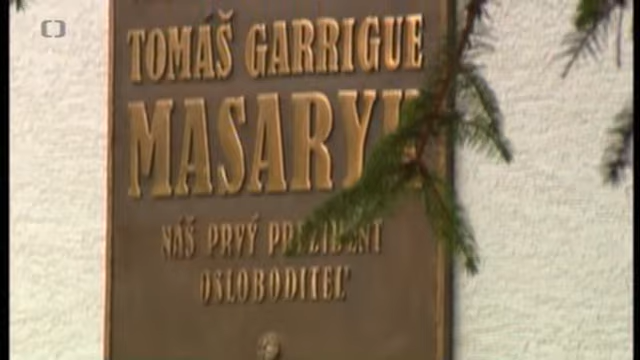 TOMÁŠ GARRIGUE
MASARYK
NÁŠ PRVÝ PREZIDENT
OSLOBODITEĽ